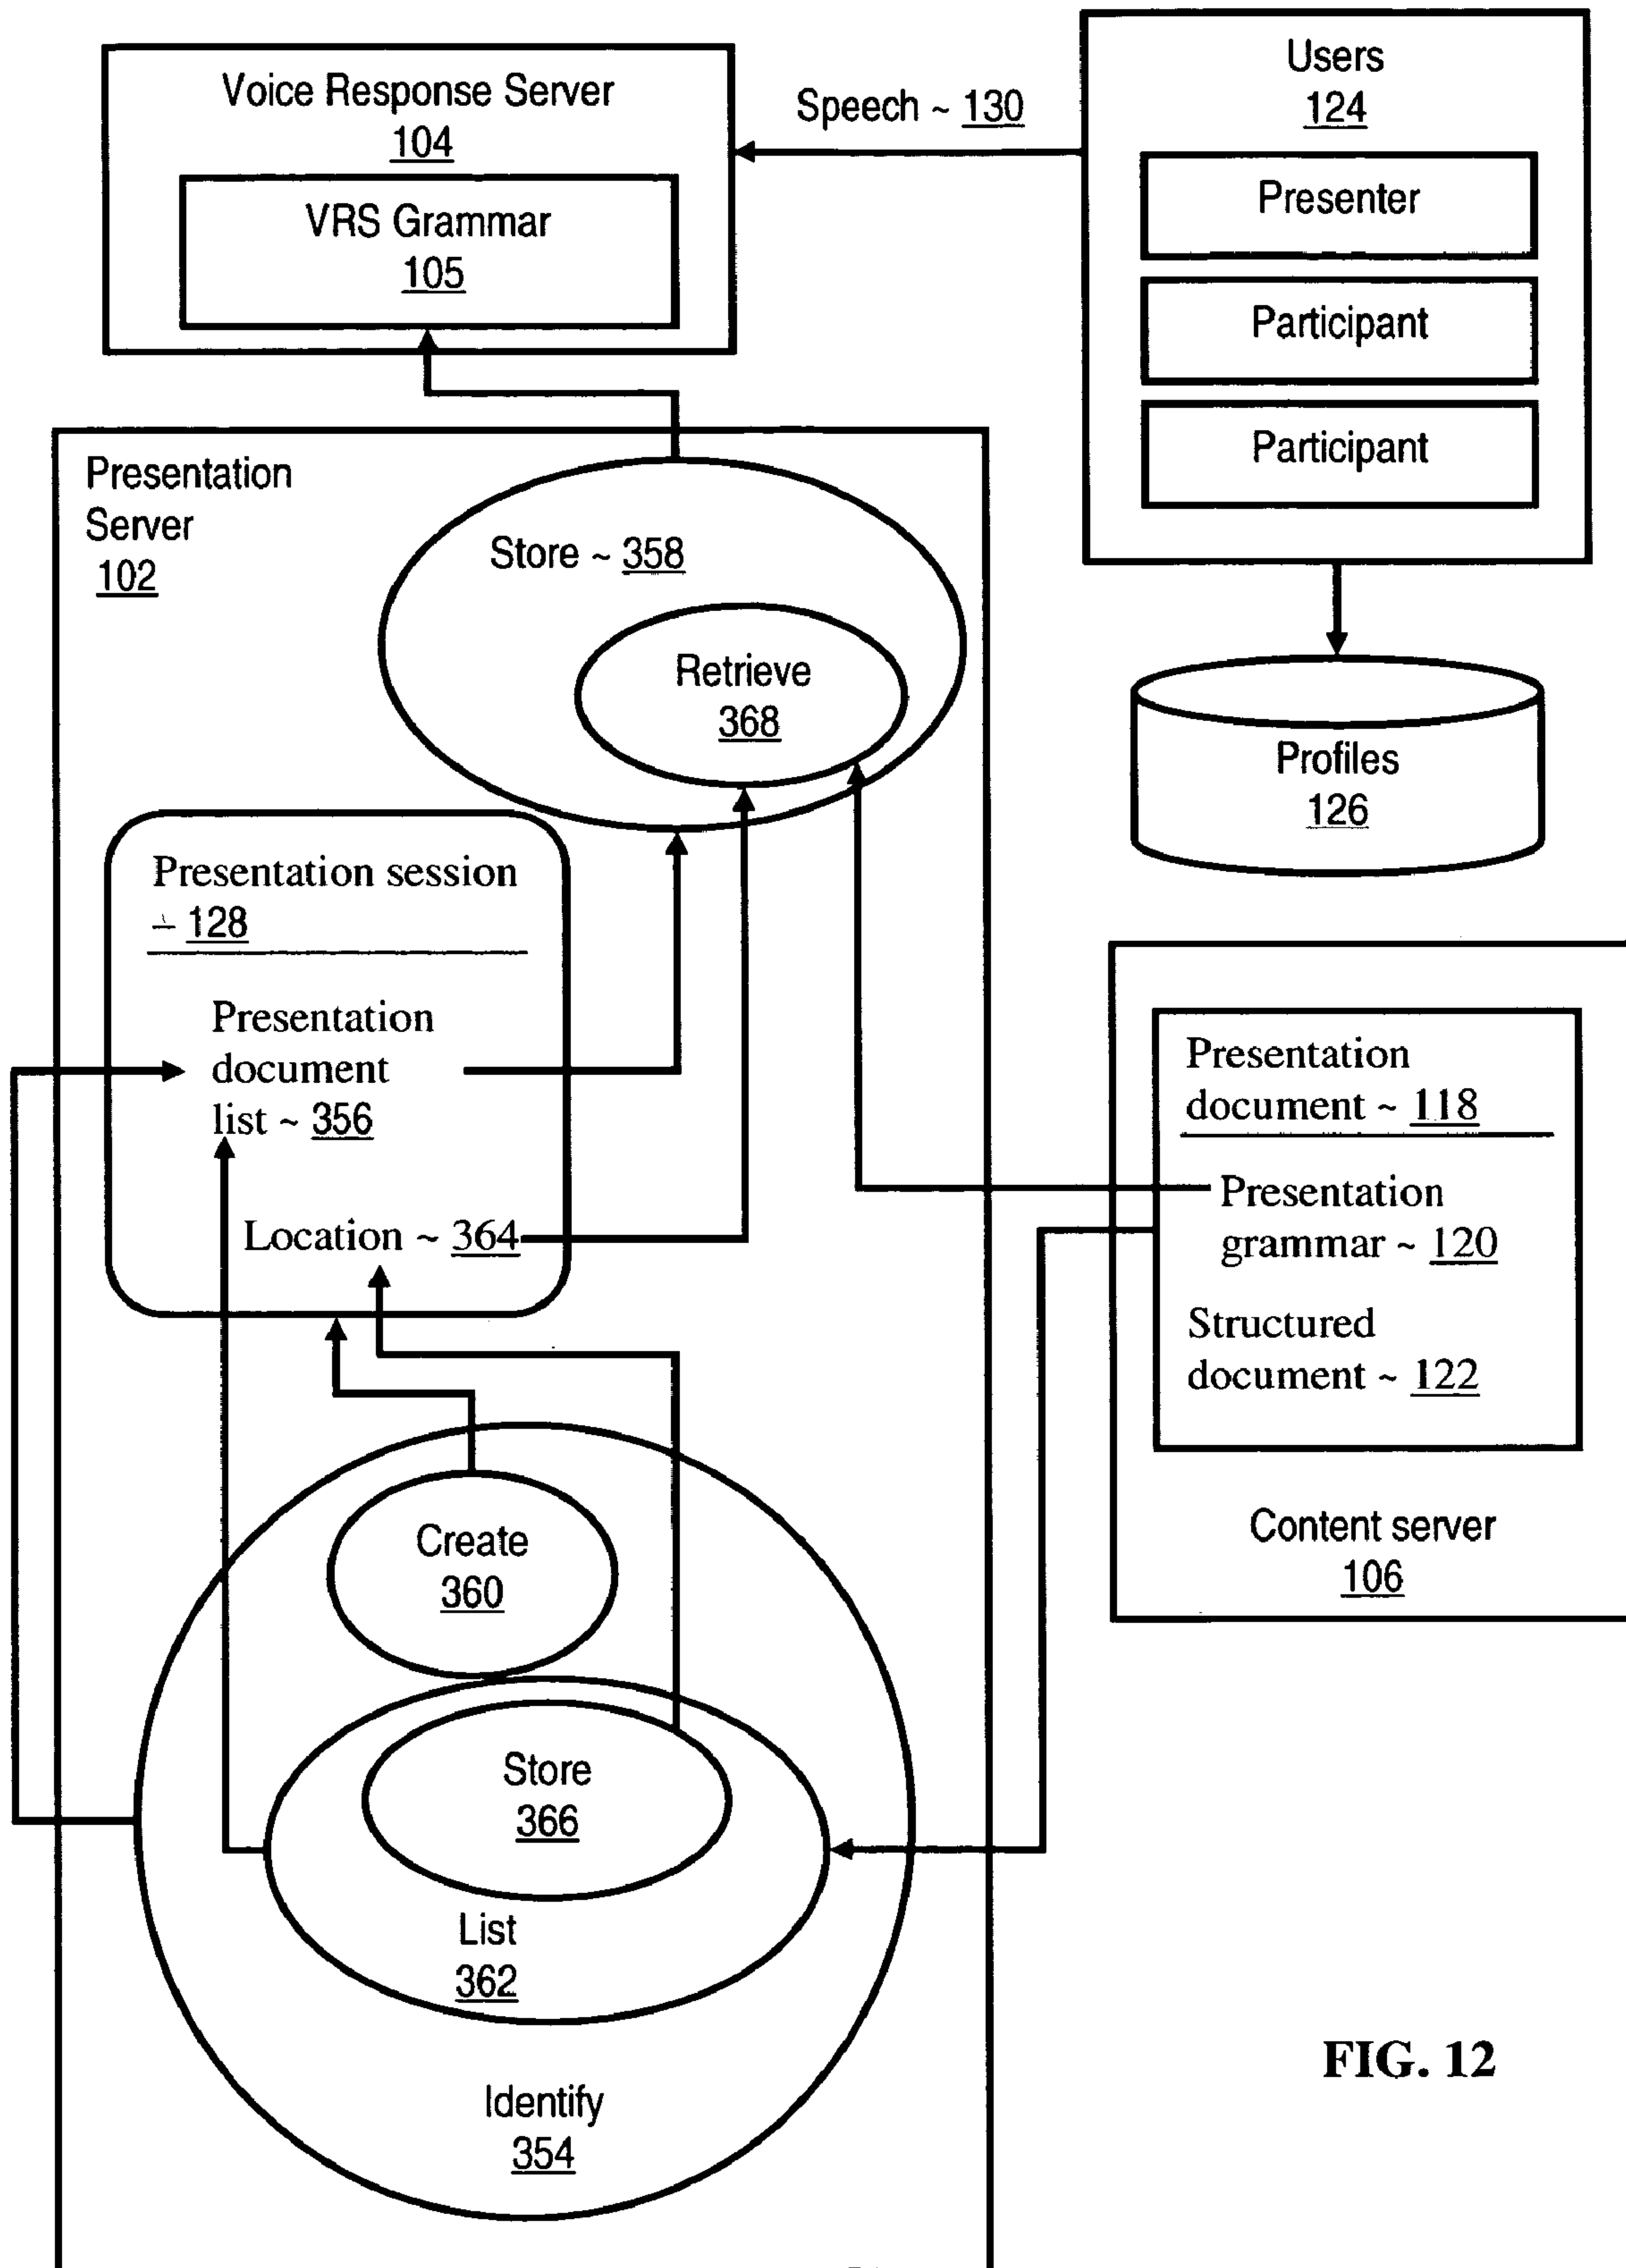 Voice Response Server
104
VRS Grammar
105
Speech ~ 130
Users
124
Presenter
Participant
Participant
Presentation
Server
102
Store ~ 358
Retrieve
368
Profiles
126
Presentation session
~ 128
Presentation
document
list ~ 356
Location ~ 364
Presentation
document ~ 118
Presentation
grammar ~ 120
Structured
document ~ 122
Content server
106
Create
360
Store
366
List
362
Identify
354
FIG. 12